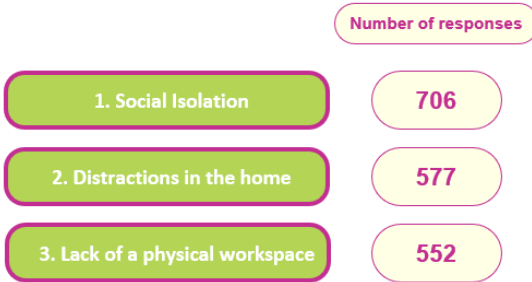 Number of responses
1. Social Isolation 706
2. Distractions in the home 577
3. Lack of a physical workspace 552